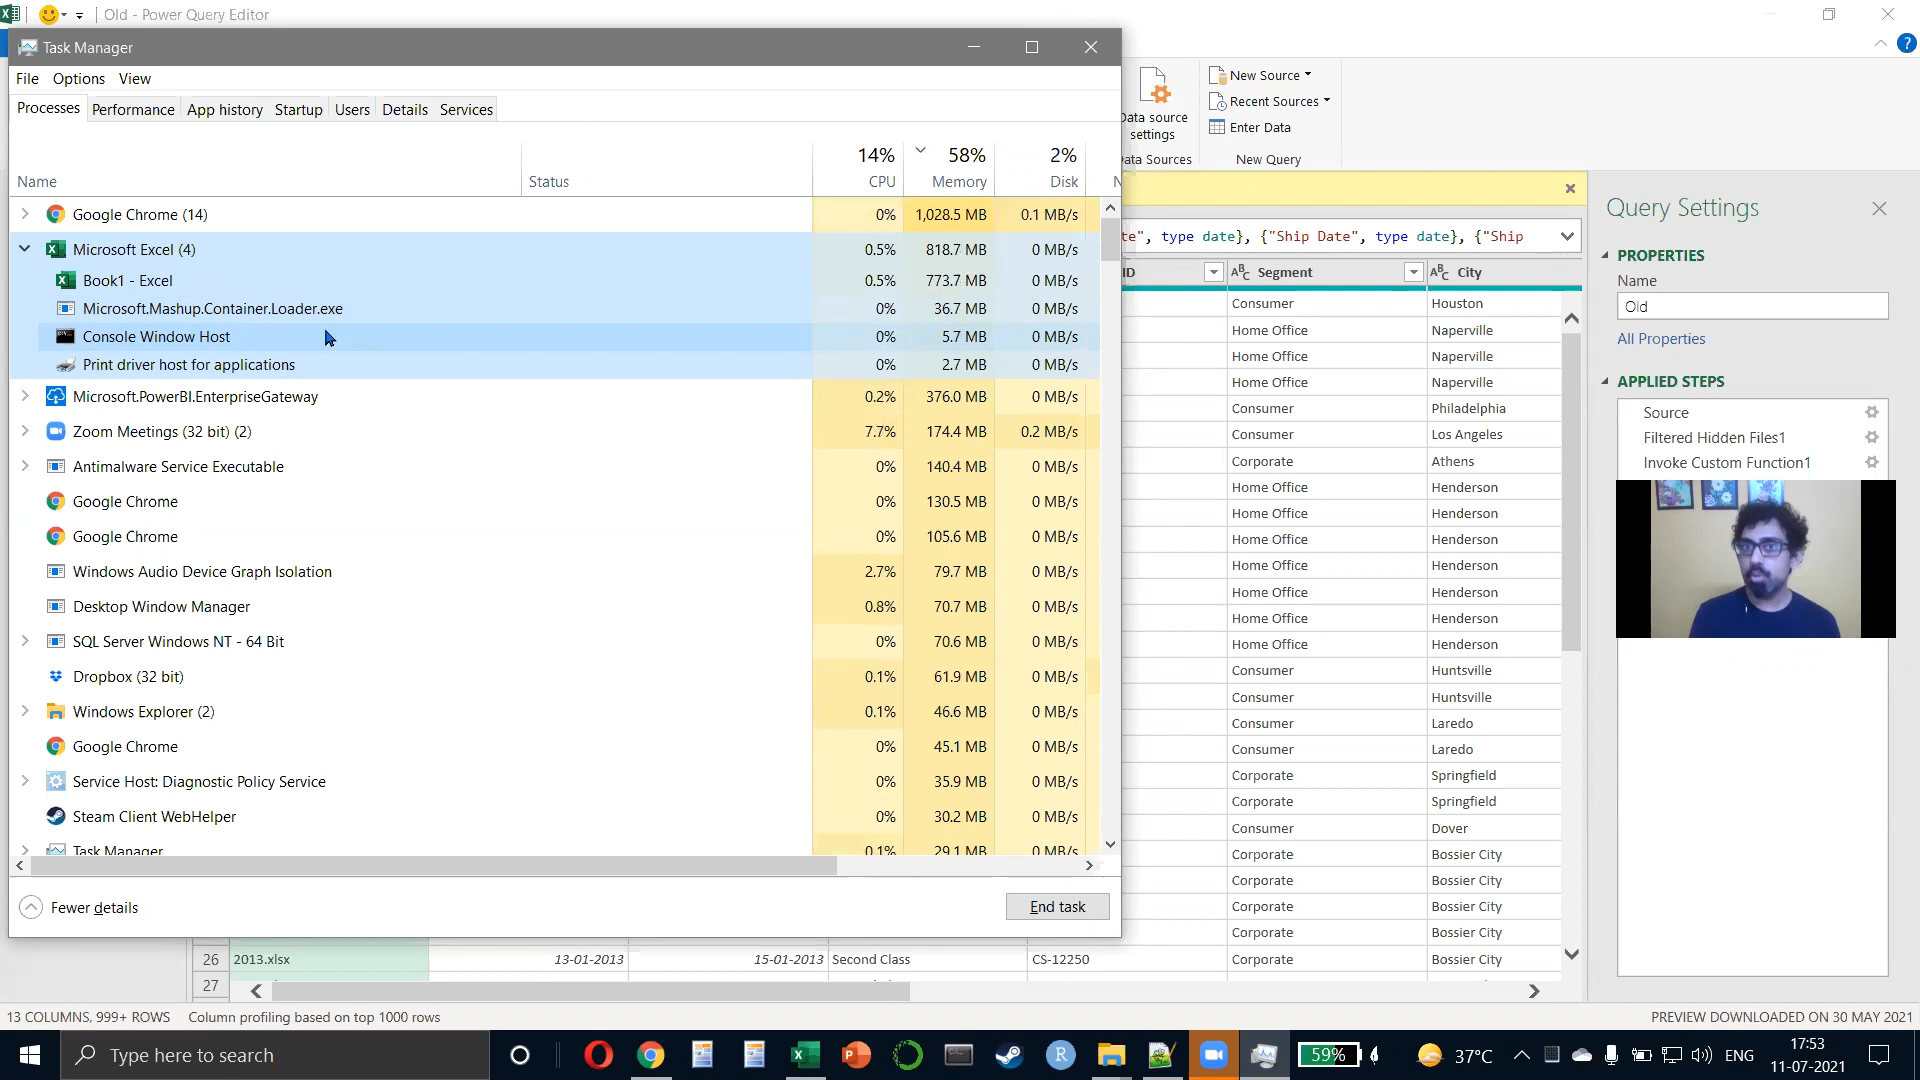 Old - Power Query Editor
Task Manager
File Options View
Processes Performance App history Startup Users Details Services
14% 58% 2%
Name Status CPU Memory Disk N
Google Chrome (14) 0% 1,028.5 MB 0.1 MB/s
Microsoft Excel (4) 0.5% 818.7 MB 0 MB/s
Book1 - Excel 0.5% 773.7 MB 0 MB/s
Microsoft.Mashup.Container.Loader.exe 0% 36.7 MB 0 MB/s
Console Window Host 0% 5.7 MB 0 MB/s
Print driver host for applications 0% 2.7 MB 0 MB/s
Microsoft.PowerBI.EnterpriseGateway 0.2% 376.0 MB 0 MB/s
Zoom Meetings (32 bit) (2) 7.7% 174.4 MB 0.2 MB/s
Antimalware Service Executable 0% 140.4 MB 0 MB/s
Google Chrome 0% 130.5 MB 0 MB/s
Google Chrome 0% 105.6 MB 0 MB/s
Windows Audio Device Graph Isolation 2.7% 79.7 MB 0 MB/s
Desktop Window Manager 0.8% 70.7 MB 0 MB/s
SQL Server Windows NT - 64 Bit 0% 70.6 MB 0 MB/s
Dropbox (32 bit) 0.1% 61.9 MB 0 MB/s
Windows Explorer (2) 0.1% 46.6 MB 0 MB/s
Google Chrome 0% 45.1 MB 0 MB/s
Service Host: Diagnostic Policy Service 0% 35.9 MB 0 MB/s
Steam Client WebHelper 0% 30.2 MB 0 MB/s
Task Manager 0.1% 29.1 MB 0 MB/s
Fewer details End task
Data source
settings
Data Sources
New Source
Recent Sources
Enter Data
New Query
te", type date}, {"Ship Date", type date}, {"Ship
ID ABC Segment ABC City
Consumer Houston
Home Office Naperville
Home Office Naperville
Home Office Naperville
Consumer Philadelphia
Consumer Los Angeles
Corporate Athens
Home Office Henderson
Home Office Henderson
Home Office Henderson
Home Office Henderson
Home Office Henderson
Home Office Henderson
Home Office Henderson
Consumer Huntsville
Consumer Huntsville
Consumer Laredo
Consumer Laredo
Corporate Springfield
Corporate Springfield
Consumer Dover
Corporate Bossier City
Corporate Bossier City
Corporate Bossier City
Corporate Bossier City
26 2013.xlsx 13-01-2013 15-01-2013 Second Class CS-12250 Corporate Bossier City
27
Query Settings
PROPERTIES
Name
Old
All Properties
APPLIED STEPS
Source
Filtered Hidden Files1
Invoke Custom Function1
13 COLUMNS, 999+ ROWS Column profiling based on top 1000 rows PREVIEW DOWNLOADED ON 30 MAY 2021
Type here to search 59% 37°C ENG 17:53
11-07-2021